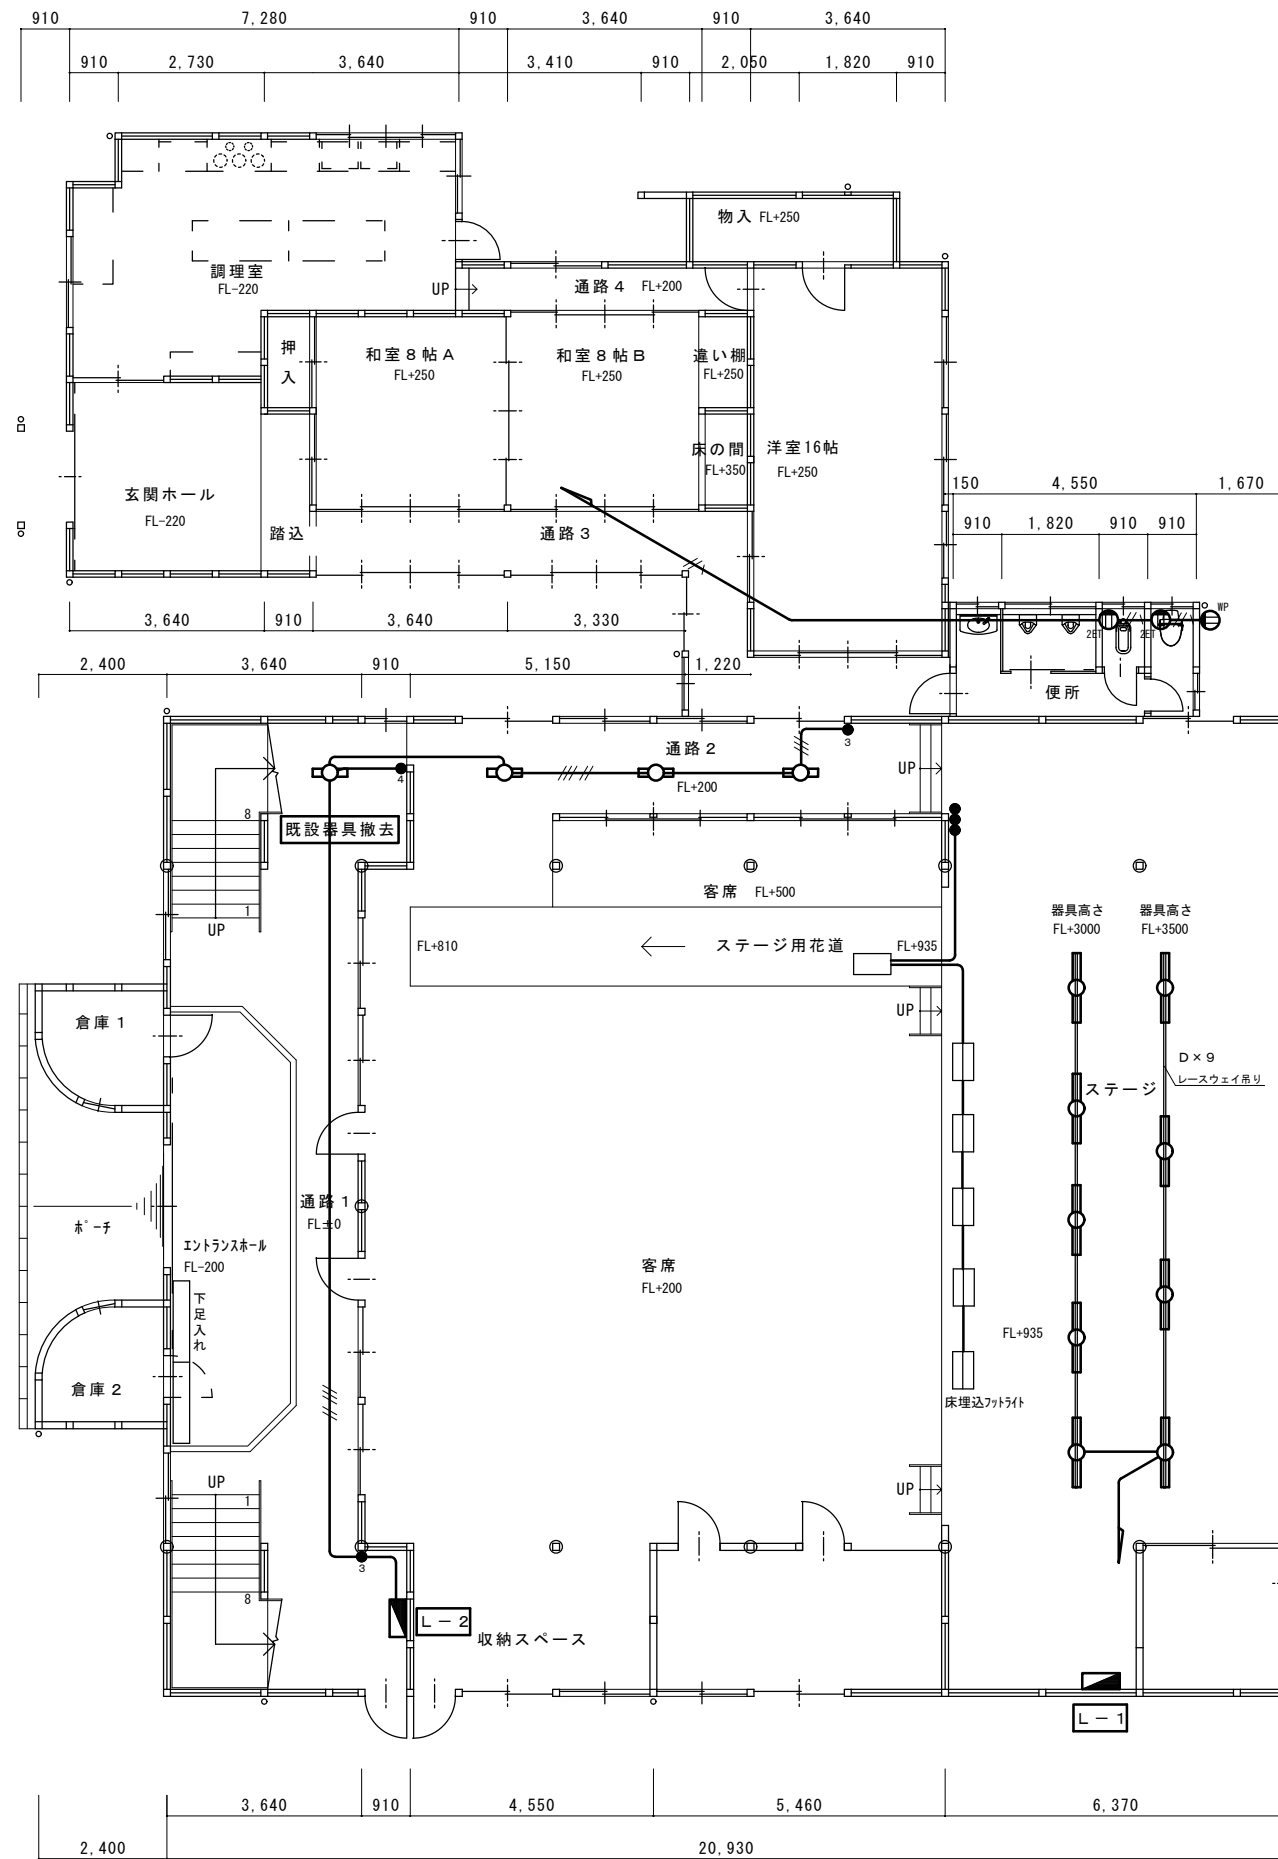 910 7,280 910 3,640 910 3,640
910 2,730 3,640 3,410 910 2,050 1,820 910
物入 FL+250
調理室
FL-220
UP
通路4 FL+200
押入
和室8帖A
FL+250
和室8帖B
FL+250
違い棚
FL+250
床の間
FL+350
洋室16帖
FL+250
玄関ホール
FL-220
踏込
通路3
150 4,550 1,670
910 1,820 910 910
WP
2ET 2ET
3,640 910 3,640 3,330
便所
2,400 3,640 910 5,150 1,220
通路2
FL+200
3
4
UP
8
既設器具撤去
1
UP
客席 FL+500
FL+810
ステージ用花道
FL+935
器具高さ
FL+3000
器具高さ
FL+3500
UP
倉庫1
D×9
レースウェイ吊り
ステージ
通路1
FL±0
ポーチ
エントランスホール
FL-200
下足入れ
客席
FL+200
FL+935
倉庫2
床埋込フットライト
UP
1
UP
3
8
L-2
収納スペース
L-1
3,640 910 4,550 5,460 6,370
2,400 20,930